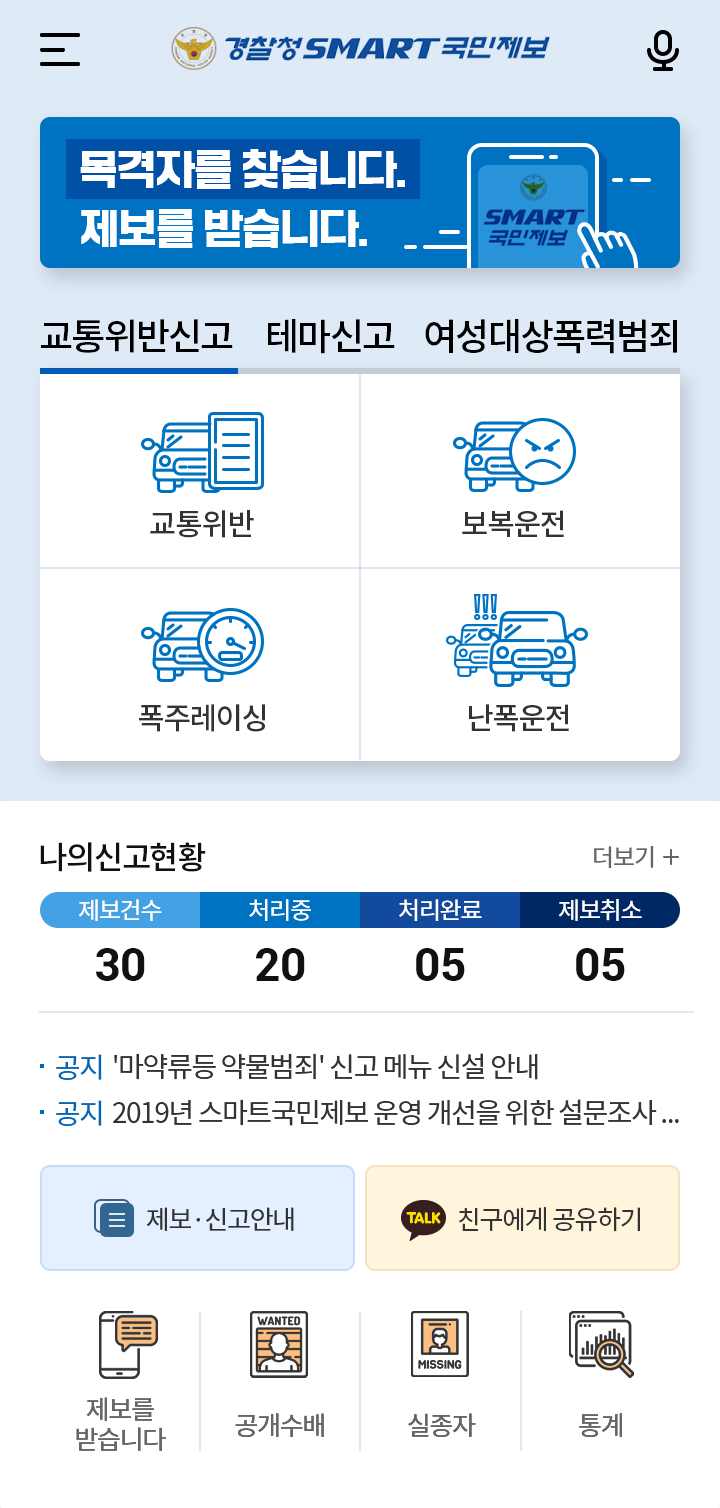 경찰청 SMART 국민제보
목격자를 찾습니다.
제보를 받습니다.
SMART
국민제보
교통위반신고 테마신고 여성대상폭력범죄
교통위반 보복운전
!!!
폭주레이싱 난폭운전
나의신고현황 더보기 +
제보건수 처리중 처리완료 제보취소
30 20 05 05
· 공지 '마약류등 약물범죄' 신고 메뉴 신설 안내
· 공지 2019년 스마트국민제보 운영 개선을 위한 설문조사 ...
제보·신고안내 TALK 친구에게 공유하기
WANTED MISSING
제보를
받습니다 공개수배 실종자 통계